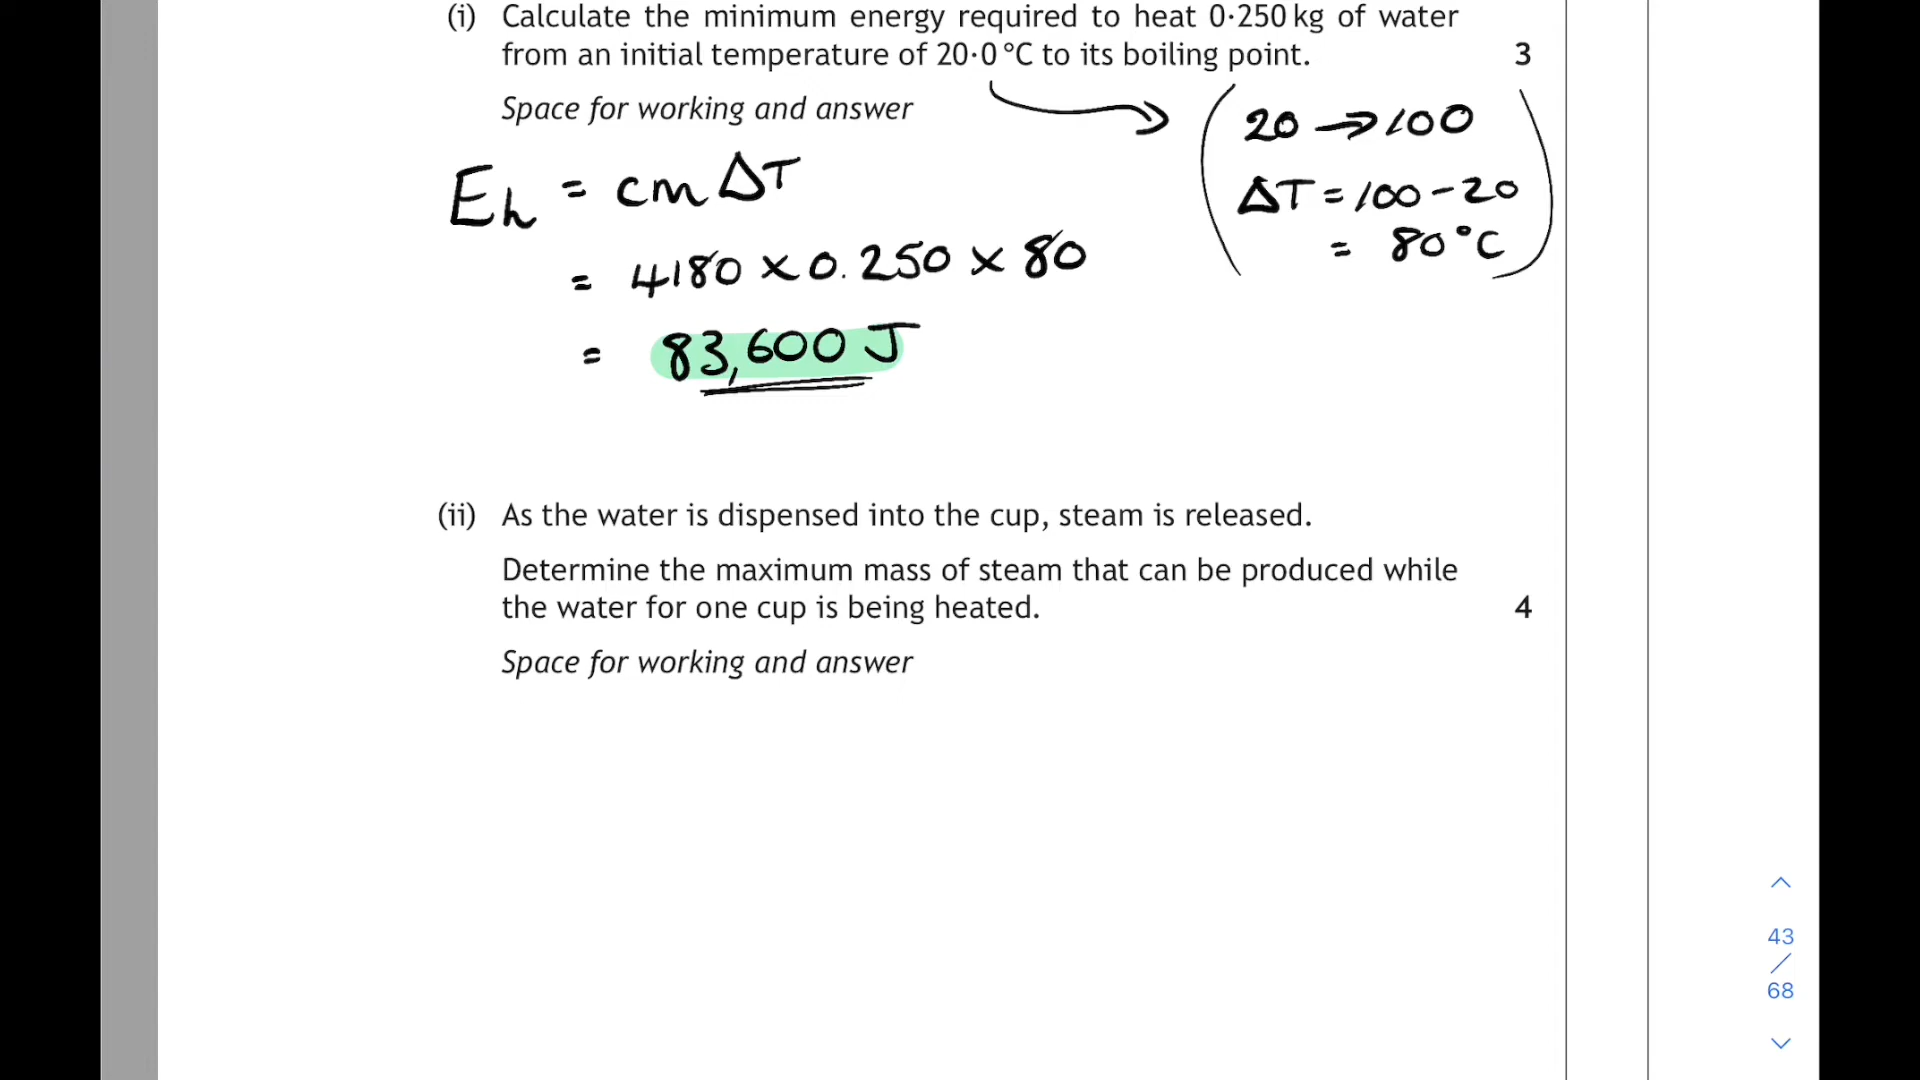 (i) Calculate the minimum energy required to heat 0·250 kg of water
from an initial temperature of 20·0 °C to its boiling point. 3
Space for working and answer
20 → 100
ΔT = 100 - 20
= 80°C
Eh = cmΔT
= 4180 × 0.250 × 80
= 83,600 J
(ii) As the water is dispensed into the cup, steam is released.
Determine the maximum mass of steam that can be produced while
the water for one cup is being heated. 4
Space for working and answer
43
/
68